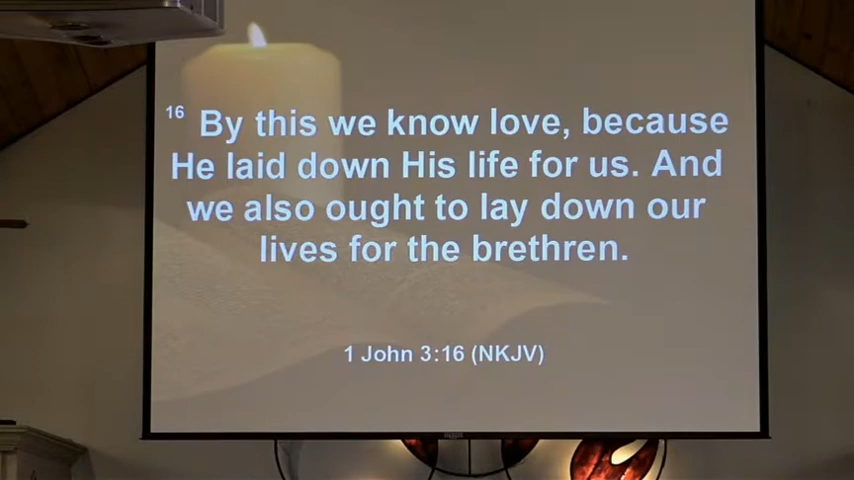 16 By this we know love, because
He laid down His life for us. And
we also ought to lay down our
lives for the brethren.
1 John 3:16 (NKJV)